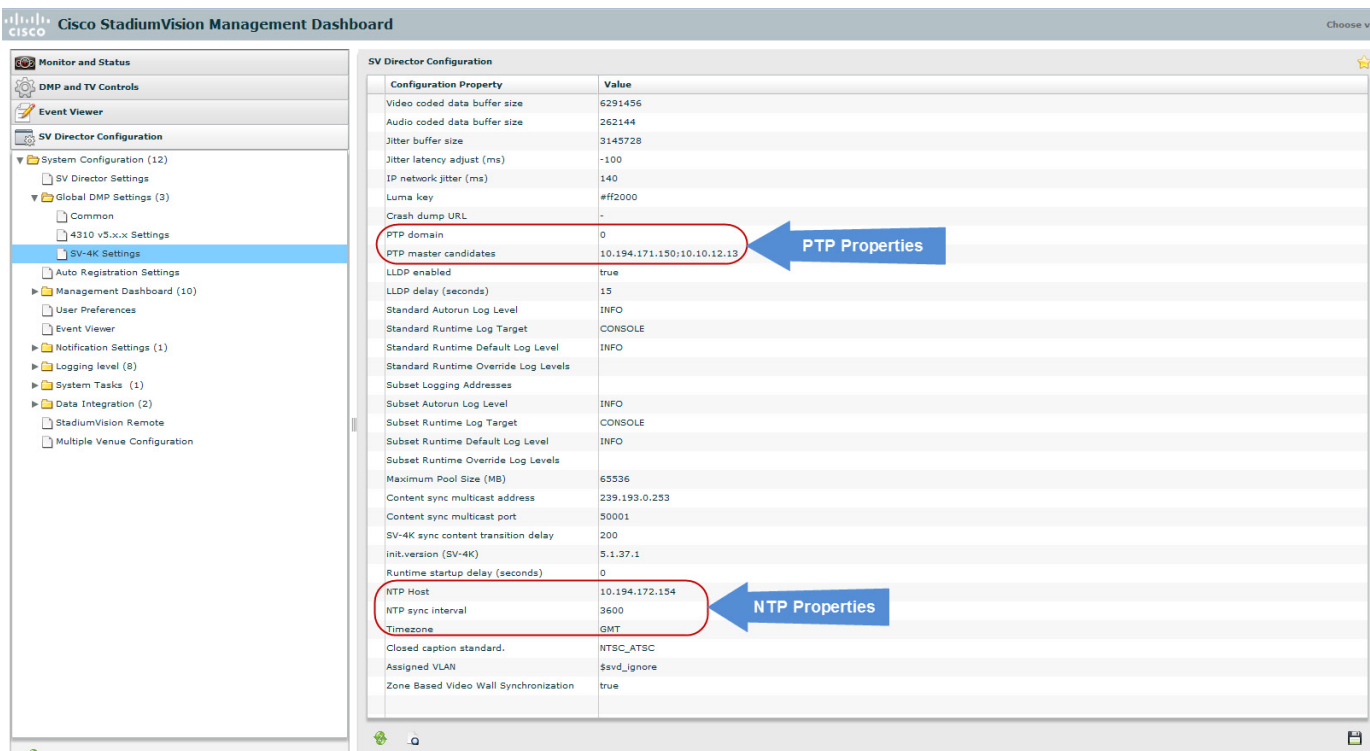 CISCO
Cisco StadiumVision Management Dashboard
Choose v
Monitor and Status
DMP and TV Controls
Event Viewer
SV Director Configuration
System Configuration (12)
SV Director Settings
Global DMP Settings (3)
Common
4310 v5.x.x Settings
SV-4K Settings
Auto Registration Settings
Management Dashboard (10)
User Preferences
Event Viewer
Notification Settings (1)
Logging level (8)
System Tasks (1)
Data Integration (2)
StadiumVision Remote
Multiple Venue Configuration
SV Director Configuration
Configuration Property Value
Video coded data buffer size 6291456
Audio coded data buffer size 262144
Jitter buffer size 3145728
Jitter latency adjust (ms) -100
IP network jitter (ms) 140
Luma key #ff2000
Crash dump URL -
PTP domain 0
PTP master candidates 10.194.171.150;10.10.12.13
PTP Properties
LLDP enabled true
LLDP delay (seconds) 15
Standard Autorun Log Level INFO
Standard Runtime Log Target CONSOLE
Standard Runtime Default Log Level INFO
Standard Runtime Override Log Levels
Subset Logging Addresses
Subset Autorun Log Level INFO
Subset Runtime Log Target CONSOLE
Subset Runtime Default Log Level INFO
Subset Runtime Override Log Levels
Maximum Pool Size (MB) 65536
Content sync multicast address 239.193.0.253
Content sync multicast port 50001
SV-4K sync content transition delay 200
init.version (SV-4K) 5.1.37.1
Runtime startup delay (seconds) 0
NTP Host 10.194.172.154
NTP sync interval 3600
NTP Properties
Timezone GMT
Closed caption standard. NTSC_ATSC
Assigned VLAN $svd_ignore
Zone Based Video Wall Synchronization true